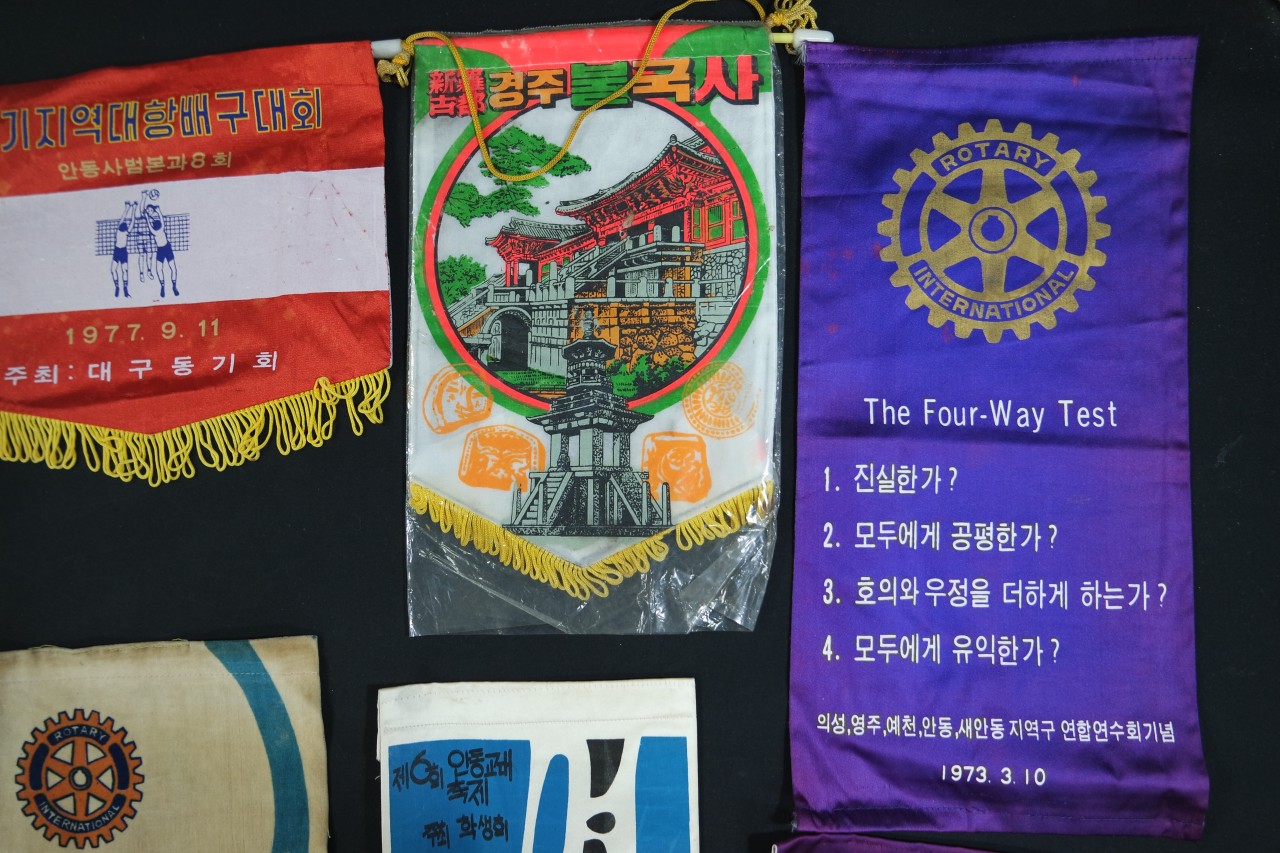 기지역대항배구대회
안동사범본과8회
1977. 9. 11
주최: 대구동기회
新羅
古都
경주 불국사
ROTARY
INTERNATIONAL
The Four-Way Test
1. 진실한가?
2. 모두에게 공평한가?
3. 호의와 우정을 더하게 하는가?
4. 모두에게 유익한가?
의성,영주,예천,안동,새안동 지역구 연합연수회기념
1973. 3. 10
ROTARY
INTERNATIONAL
제6회 안동교대
축제
주최 학생회